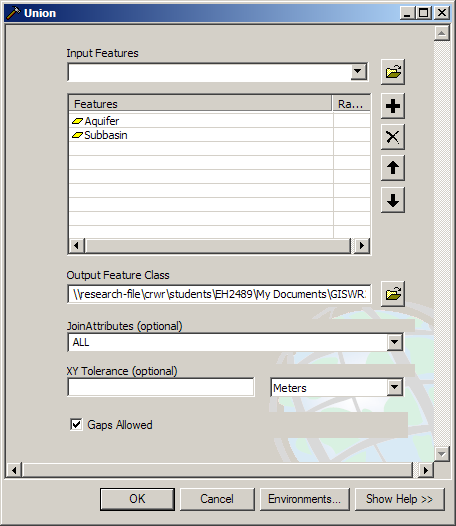 Union
Input Features
Features Ra...
Aquifer
Subbasin
Output Feature Class
\\research-file\crwr\students\EH2489\My Documents\GISWR
JoinAttributes (optional)
ALL
XY Tolerance (optional)
Meters
Gaps Allowed
OK Cancel Environments... Show Help >>